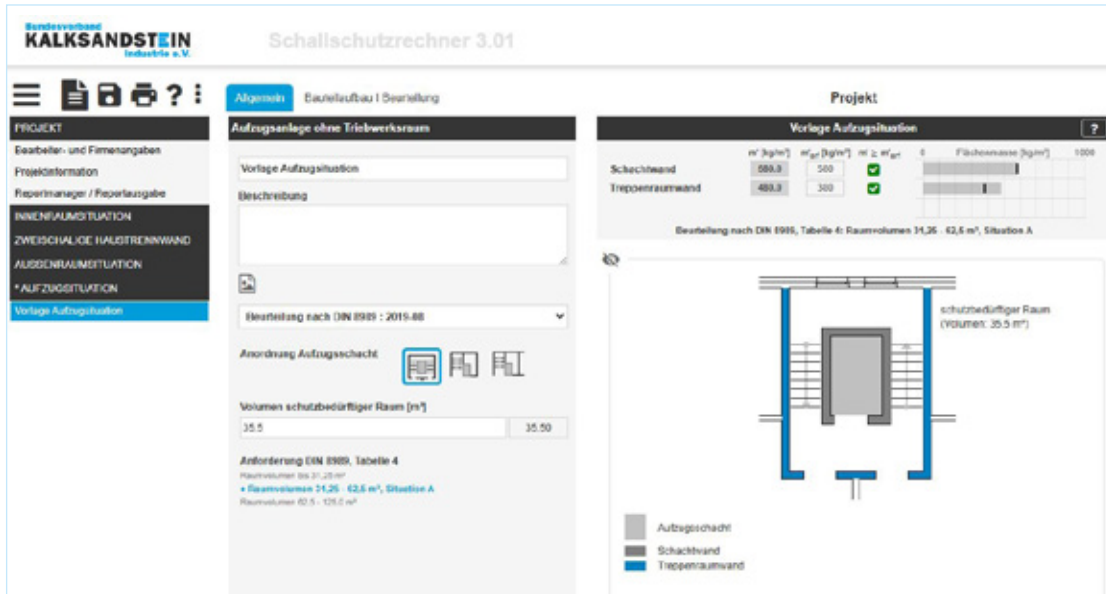 Bundesverband
KALKSANDSTEIN
Industrie e.V.
Schallschutzrechner 3.01
?
Allgemein
Bauteilaufbau I Beurteilung
Projekt
PROJEKT
Bearbeiter- und Firmenangaben
Projektinformation
Reportmanager / Reportausgabe
INNENRAUMSITUATION
ZWEISCHALIGE HAUSTRENNWAND
AUSSENRAUMSITUATION
* AUFZUGSITUATION
Vorlage Aufzugsituation
Aufzugsanlage ohne Triebwerksraum
Vorlage Aufzugsituation
Beschreibung
Beurteilung nach DIN 8989 : 2019-08
Anordnung Aufzugsschacht
Volumen schutzbedürftiger Raum [m³]
35.5
35.50
Anforderung DIN 8989, Tabelle 4
Raumvolumen bis 31,25 m³
• Raumvolumen 31,25 - 62,5 m³, Situation A
Raumvolumen 62,5 - 125,0 m³
Vorlage Aufzugsituation
?
m' [kg/m²] m'erf [kg/m²] m' ≥ m'erf 0 Flächenmasse [kg/m²] 1000
Schachtwand 580.0 500
Treppenraumwand 480.0 300
Beurteilung nach DIN 8989, Tabelle 4: Raumvolumen 31,25 - 62,5 m³, Situation A
schutzbedürftiger Raum
(Volumen: 35.5 m³)
Aufzugsschacht
Schachtwand
Treppenraumwand